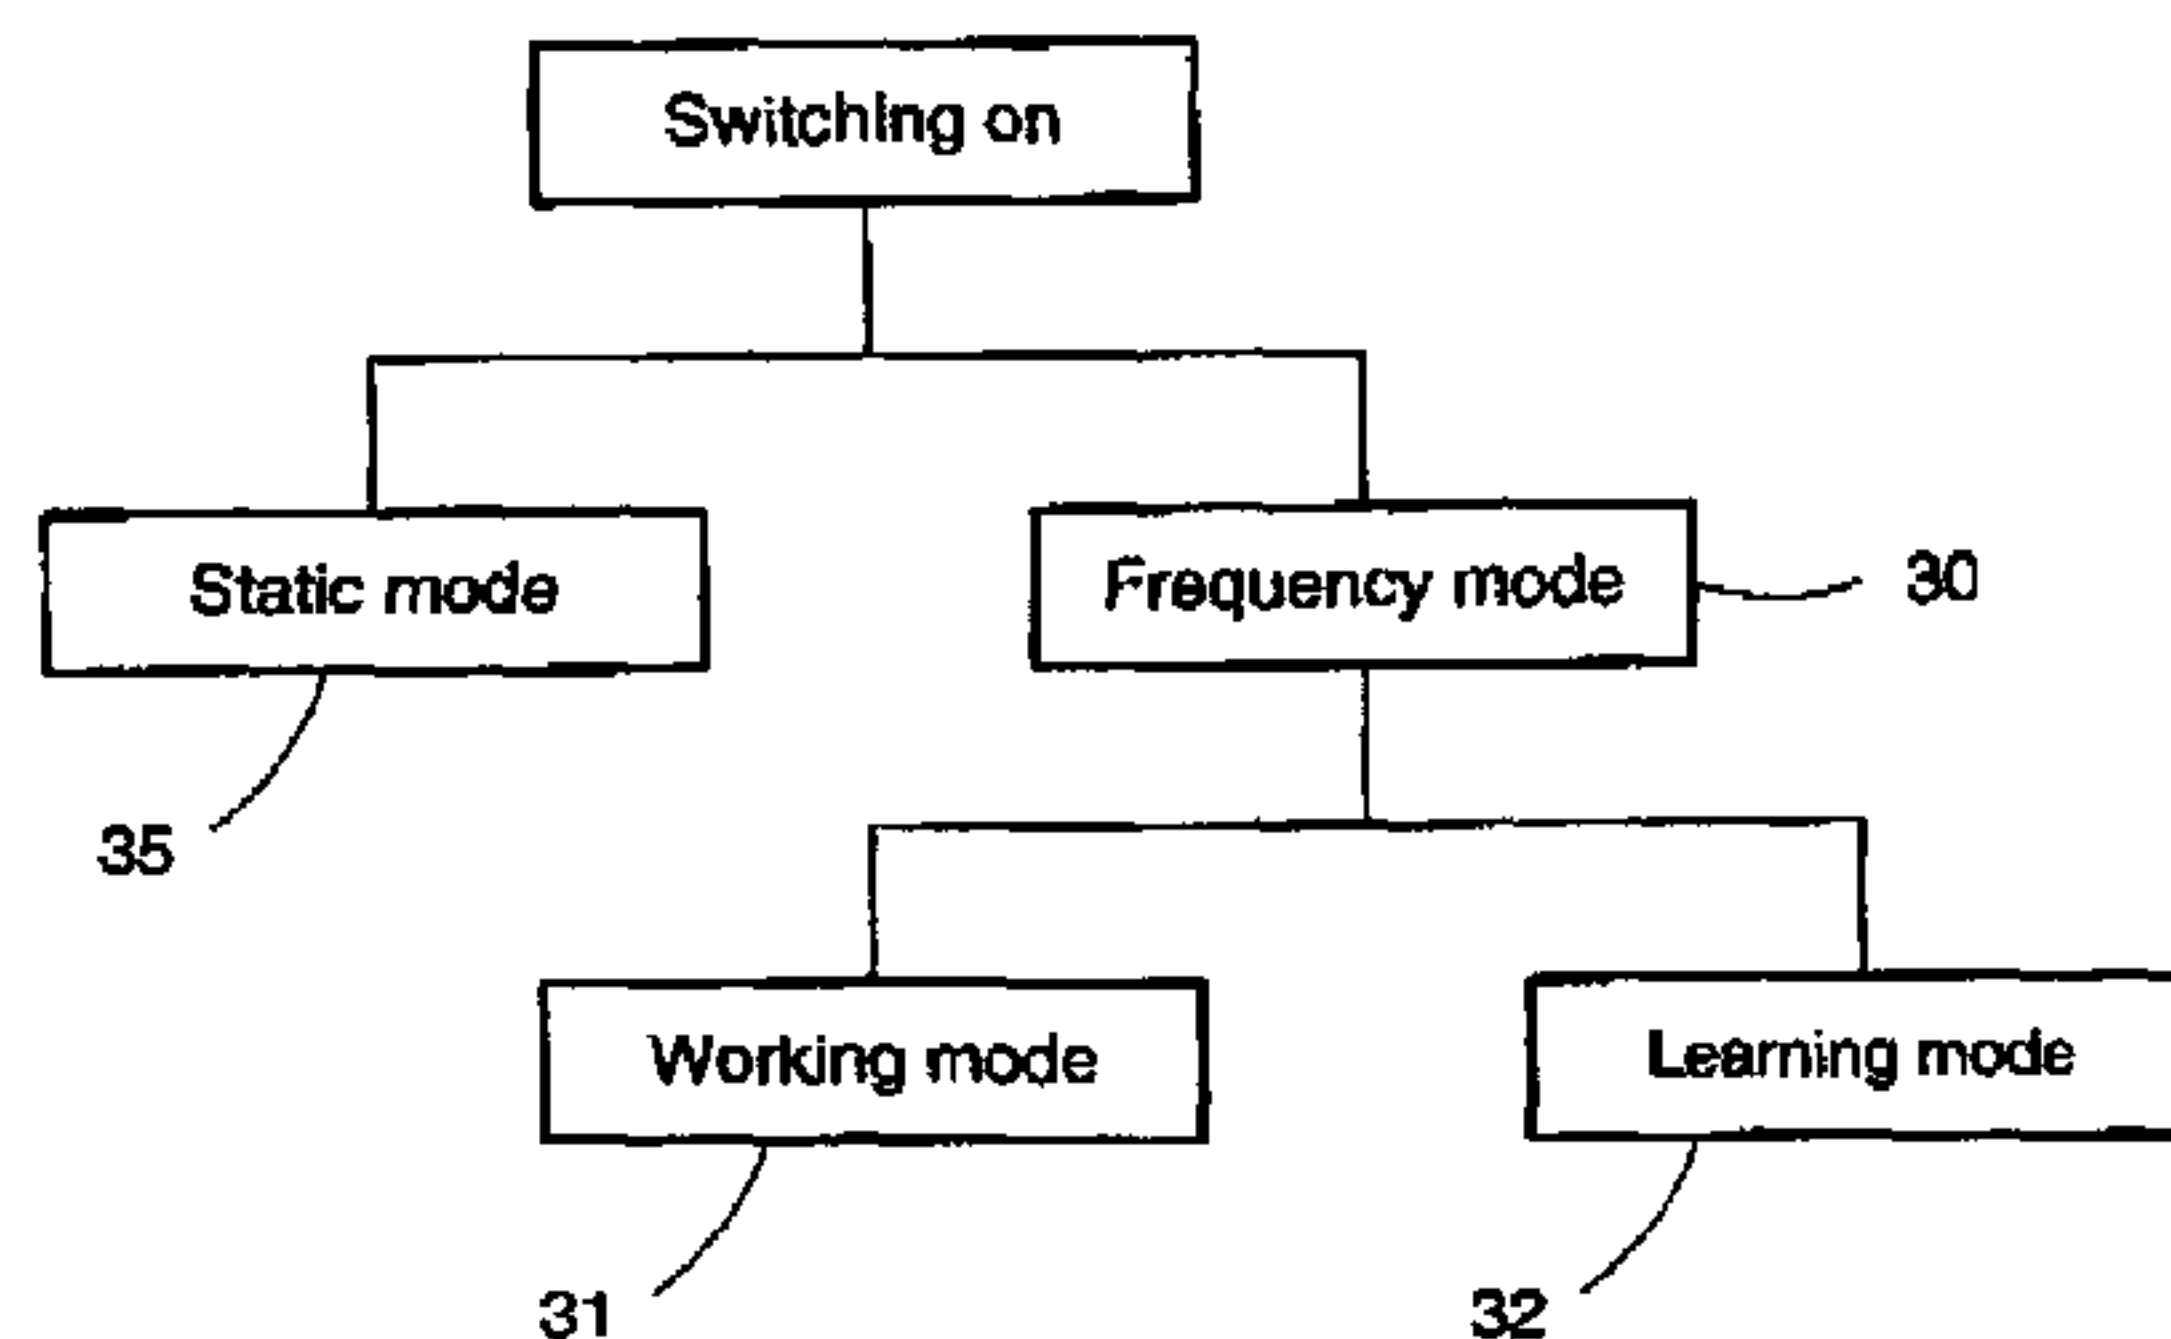 Switching on
Static mode
Frequency mode
30
35
Working mode
Learning mode
31
32